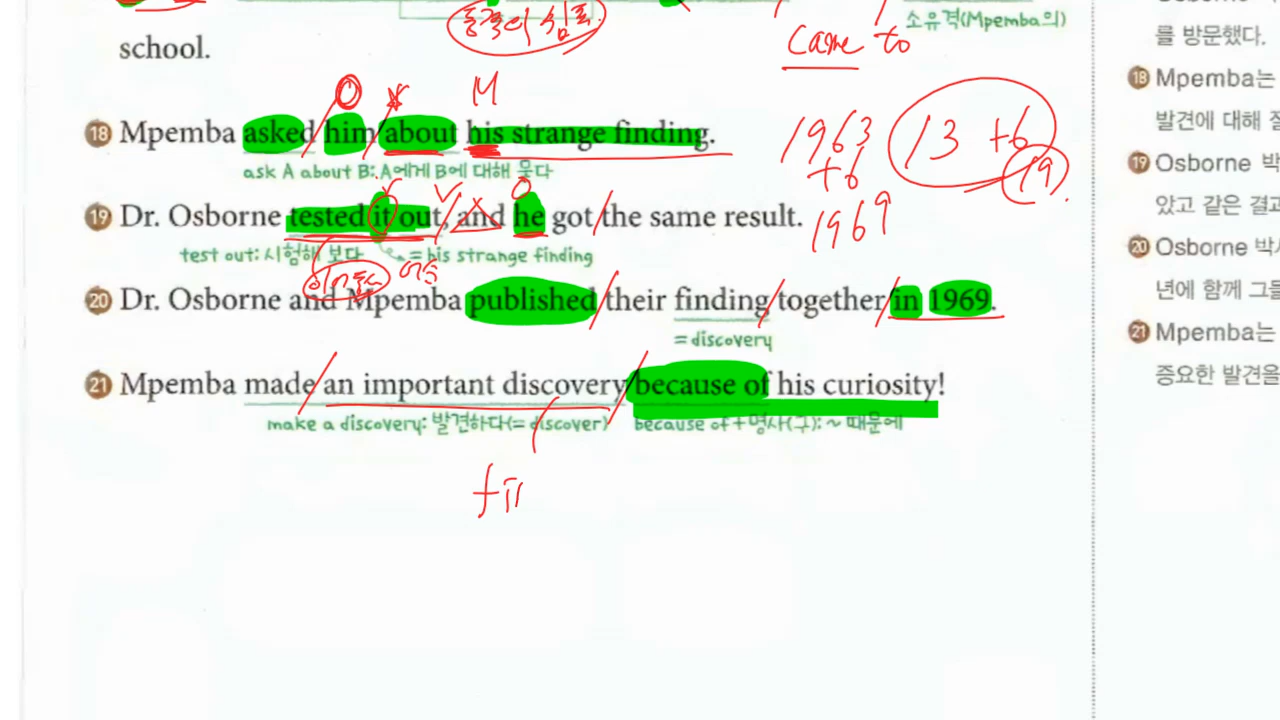 동격의 쉼표
소유격(Mpemba의)
came to
school.
O M
18 Mpemba asked him about his strange finding.
ask A about B: A에게 B에 대해 묻다
1963
+6
1969
13 +6
19
19 Dr. Osborne tested it out, and he got the same result.
test out: 시험해 보다 = his strange finding
20 Dr. Osborne and Mpemba published their finding together in 1969.
= discovery
21 Mpemba made an important discovery because of his curiosity!
make a discovery: 발견하다(= discover) because of + 명사(구): ~ 때문에
를 방문했다.
18 Mpemba는
발견에 대해
19 Osborne 박
았고 같은 결과
20 Osborne 박사
년에 함께 그들
21 Mpemba는
중요한 발견을